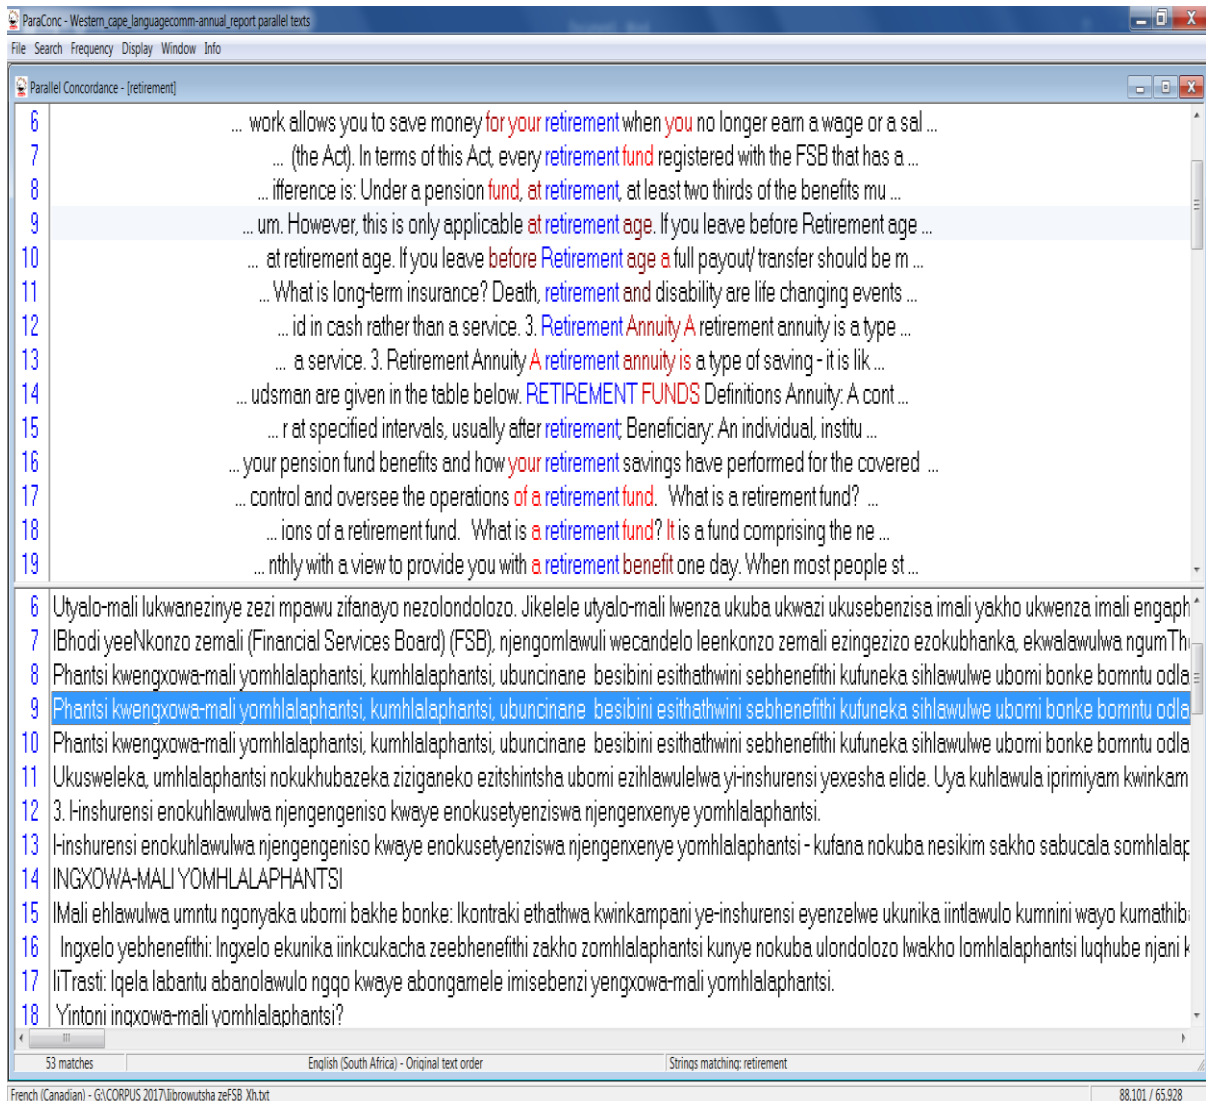 ParaConc - Western_cape_languagecomm-annual_report parallel texts
File Search Frequency Display Window Info
Parallel Concordance - [retirement]
6 ... work allows you to save money for your retirement when you no longer earn a wage or a sal ...
7 ... (the Act). In terms of this Act, every retirement fund registered with the FSB that has a ...
8 ... ifference is: Under a pension fund, at retirement, at least two thirds of the benefits mu ...
9 ... um. However, this is only applicable at retirement age. If you leave before Retirement age ...
10 ... at retirement age. If you leave before Retirement age a full payout/ transfer should be m ...
11 ... What is long-term insurance? Death, retirement and disability are life changing events ...
12 ... id in cash rather than a service. 3. Retirement Annuity A retirement annuity is a type ...
13 ... a service. 3. Retirement Annuity A retirement annuity is a type of saving - it is lik ...
14 ... udsman are given in the table below. RETIREMENT FUNDS Definitions Annuity: A cont ...
15 ... r at specified intervals, usually after retirement; Beneficiary: An individual, institu ...
16 ... your pension fund benefits and how your retirement savings have performed for the covered ...
17 ... control and oversee the operations of a retirement fund. What is a retirement fund? ...
18 ... ions of a retirement fund. What is a retirement fund? It is a fund comprising the ne ...
19 ... nthly with a view to provide you with a retirement benefit one day. When most people st ...
6 Utyalo-mali lukwanezinye zezi mpawu zifanayo nezolondolozo. Jikelele utyalo-mali lwenza ukuba ukwazi ukusebenzisa imali yakho ukwenza imali engaph
7 IBhodi yeeNkonzo zemali (Financial Services Board) (FSB), njengomlawuli wecandelo leenkonzo zemali ezingezizo ezokubhanka, ekwalawulwa ngumThe
8 Phantsi kwengxowa-mali yomhlalaphantsi, kumhlalaphantsi, ubuncinane besibini esithathwini sebhenefithi kufuneka sihlawulwe ubomi bonke bomntu odla
9 Phantsi kwengxowa-mali yomhlalaphantsi, kumhlalaphantsi, ubuncinane besibini esithathwini sebhenefithi kufuneka sihlawulwe ubomi bonke bomntu odla
10 Phantsi kwengxowa-mali yomhlalaphantsi, kumhlalaphantsi, ubuncinane besibini esithathwini sebhenefithi kufuneka sihlawulwe ubomi bonke bomntu odla
11 Ukusweleka, umhlalaphantsi nokukhubazeka ziziganeko ezitshintsha ubomi ezihlawulelwa yi-inshurensi yexesha elide. Uya kuhlawula iprimiyam kwinkam
12 3. I-inshurensi enokuhlawulwa njengengeniso kwaye enokusetyenziswa njengenxenye yomhlalaphantsi.
13 I-inshurensi enokuhlawulwa njengengeniso kwaye enokusetyenziswa njengenxenye yomhlalaphantsi - kufana nokuba nesikim sakho sabucala somhlalap
14 INGXOWA-MALI YOMHLALAPHANTSI
15 IMali ehlawulwa umntu ngonyaka ubomi bakhe bonke: Ikontraki ethathwa kwinkampani ye-inshurensi eyenzelwe ukunika iintlawulo kumnini wayo kumathib
16 Ingxelo yebhenefithi: Ingxelo ekunika iinkcukacha zeebhenefithi zakho zomhlalaphantsi kunye nokuba ulondolozo lwakho lomhlalaphantsi luqhube njani k
17 IiTrasti: Iqela labantu abanolawulo ngqo kwaye abongamele imisebenzi yengxowa-mali yomhlalaphantsi.
18 Yintoni ingxowa-mali yomhlalaphantsi?
53 matches English (South Africa) - Original text order Strings matching: retirement
French (Canadian) - G:\CORPUS 2017\Iibrowutsha zeFSB_Xh.txt 88.101 / 65.928